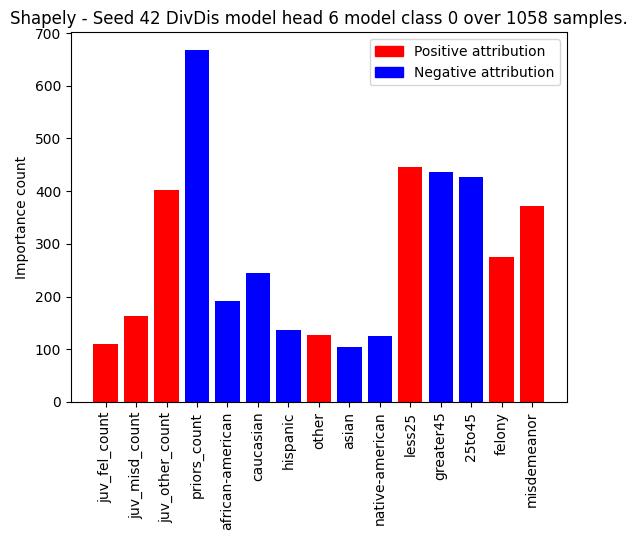 Shapely - Seed 42 DivDis model head 6 model class 0 over 1058 samples.
Positive attribution
Negative attribution
Importance count
700
600
500
400
300
200
100
0
juv_fel_count
juv_misd_count
juv_other_count
priors_count
african-american
caucasian
hispanic
other
asian
native-american
less25
greater45
25to45
felony
misdemeanor